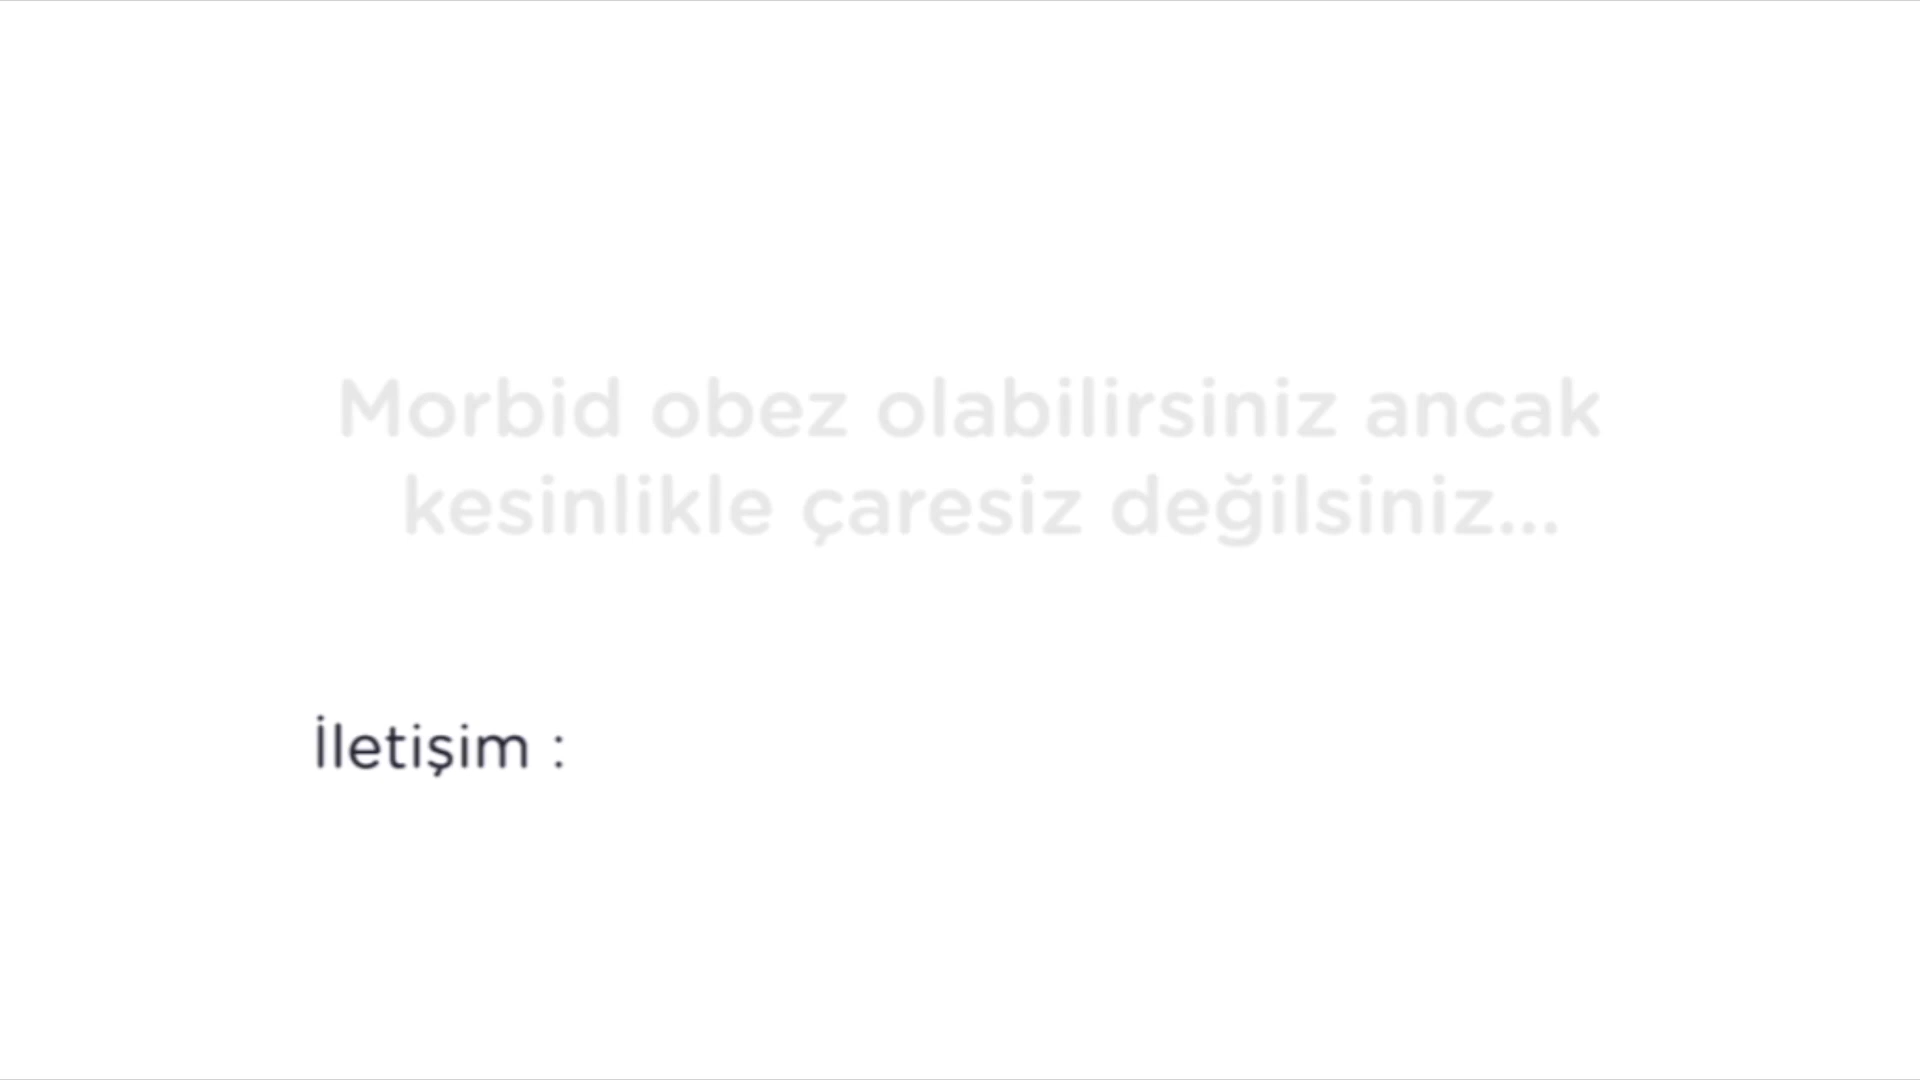 Morbid obez olabilirsiniz ancak
kesinlikle çaresiz değilsiniz...
İletişim :